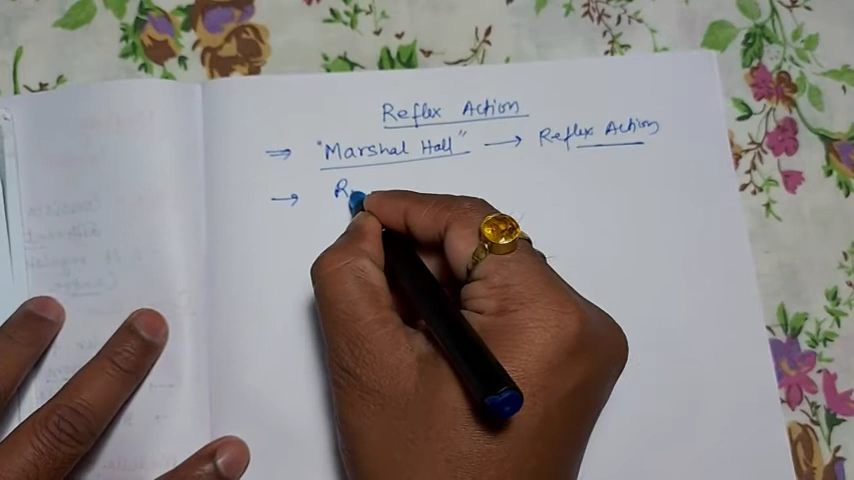 Reflex Action
⇒ "Marshal Hall" → Reflex Action
→ R